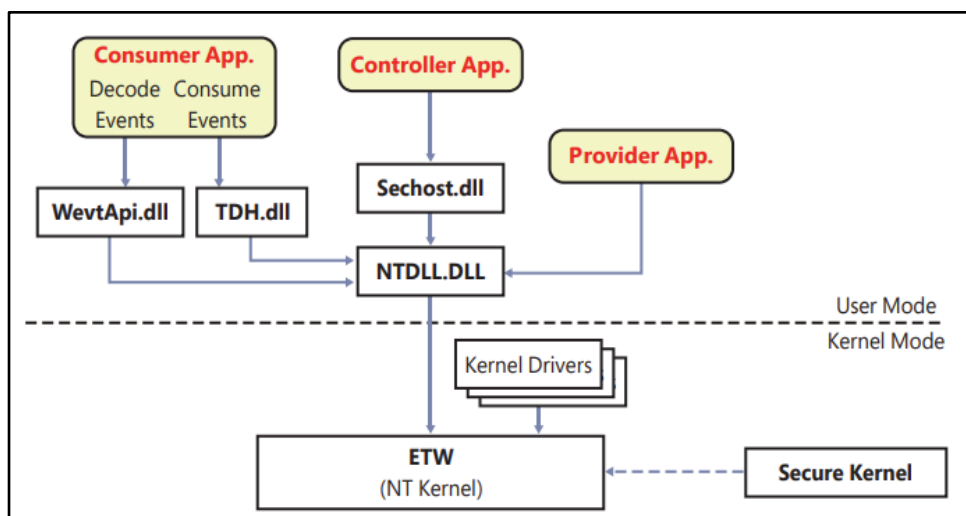 Consumer App.
Decode Consume
Events Events
Controller App.
Provider App.
Sechost.dll
WevtApi.dll
TDH.dll
NTDLL.DLL
User Mode
Kernel Mode
Kernel Drivers
ETW
(NT Kernel)
Secure Kernel